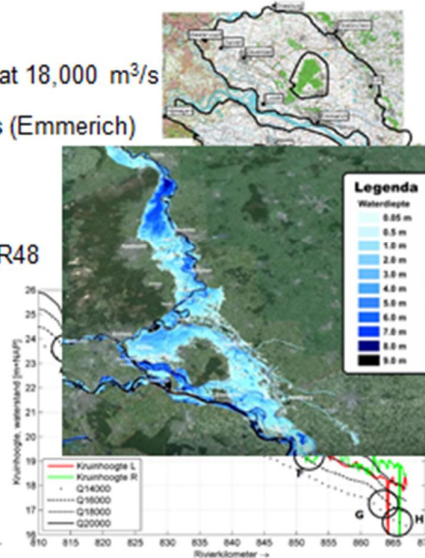 at 18,000 m³/s
s (Emmerich)
R48
Legenda
Waterdiepte
0.05 m
0.5 m
1.0 m
2.0 m
3.0 m
4.0 m
5.0 m
6.0 m
7.0 m
8.0 m
9.0 m
Kruinhoogte, waterstand [m+NAP]
26
25
24
23
22
21
20
19
18
17
16
Kruinhoogte L
Kruinhoogte R
Q14000
Q16000
Q18000
Q20000
F
G
H
810
815
820
825
830
835
840
845
850
855
860
865
87
Rivierkilometer →